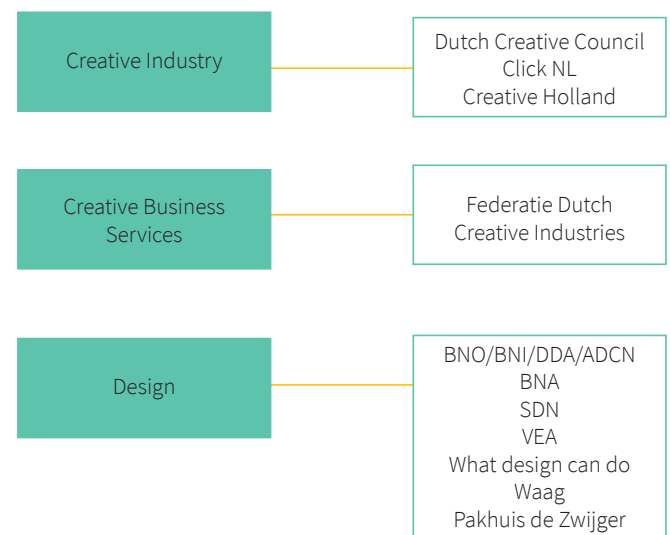 Creative Industry
Dutch Creative Council
Click NL
Creative Holland
Creative Business
Services
Federatie Dutch
Creative Industries
Design
BNO/BNI/DDA/ADCN
BNA
SDN
VEA
What design can do
Waag
Pakhuis de Zwijger